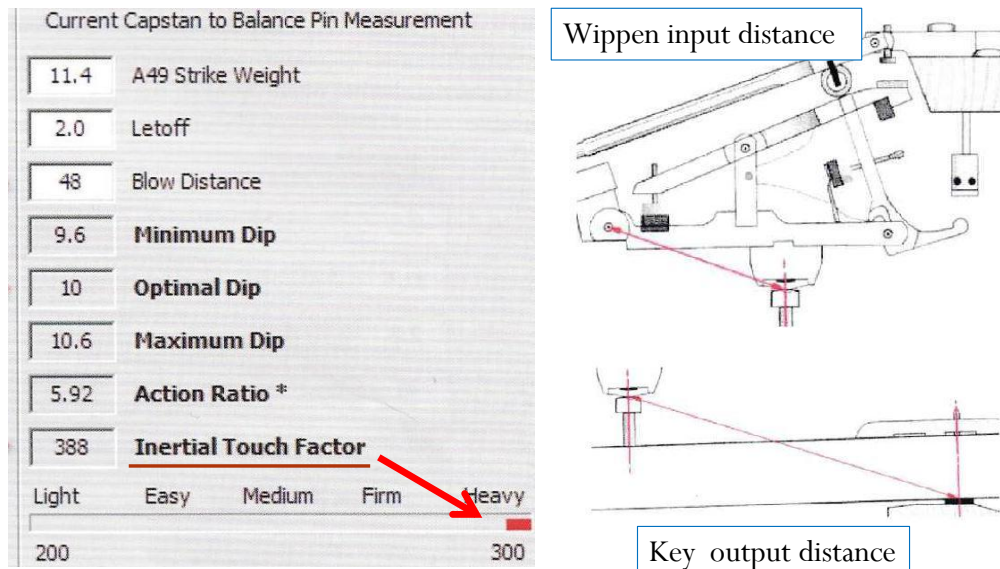 Current Capstan to Balance Pin Measurement
11.4 A49 Strike Weight
2.0 Letoff
48 Blow Distance
9.6 Minimum Dip
10 Optimal Dip
10.6 Maximum Dip
5.92 Action Ratio *
388 Inertial Touch Factor
Light Easy Medium Firm Heavy
200 300
Wippen input distance
Key output distance